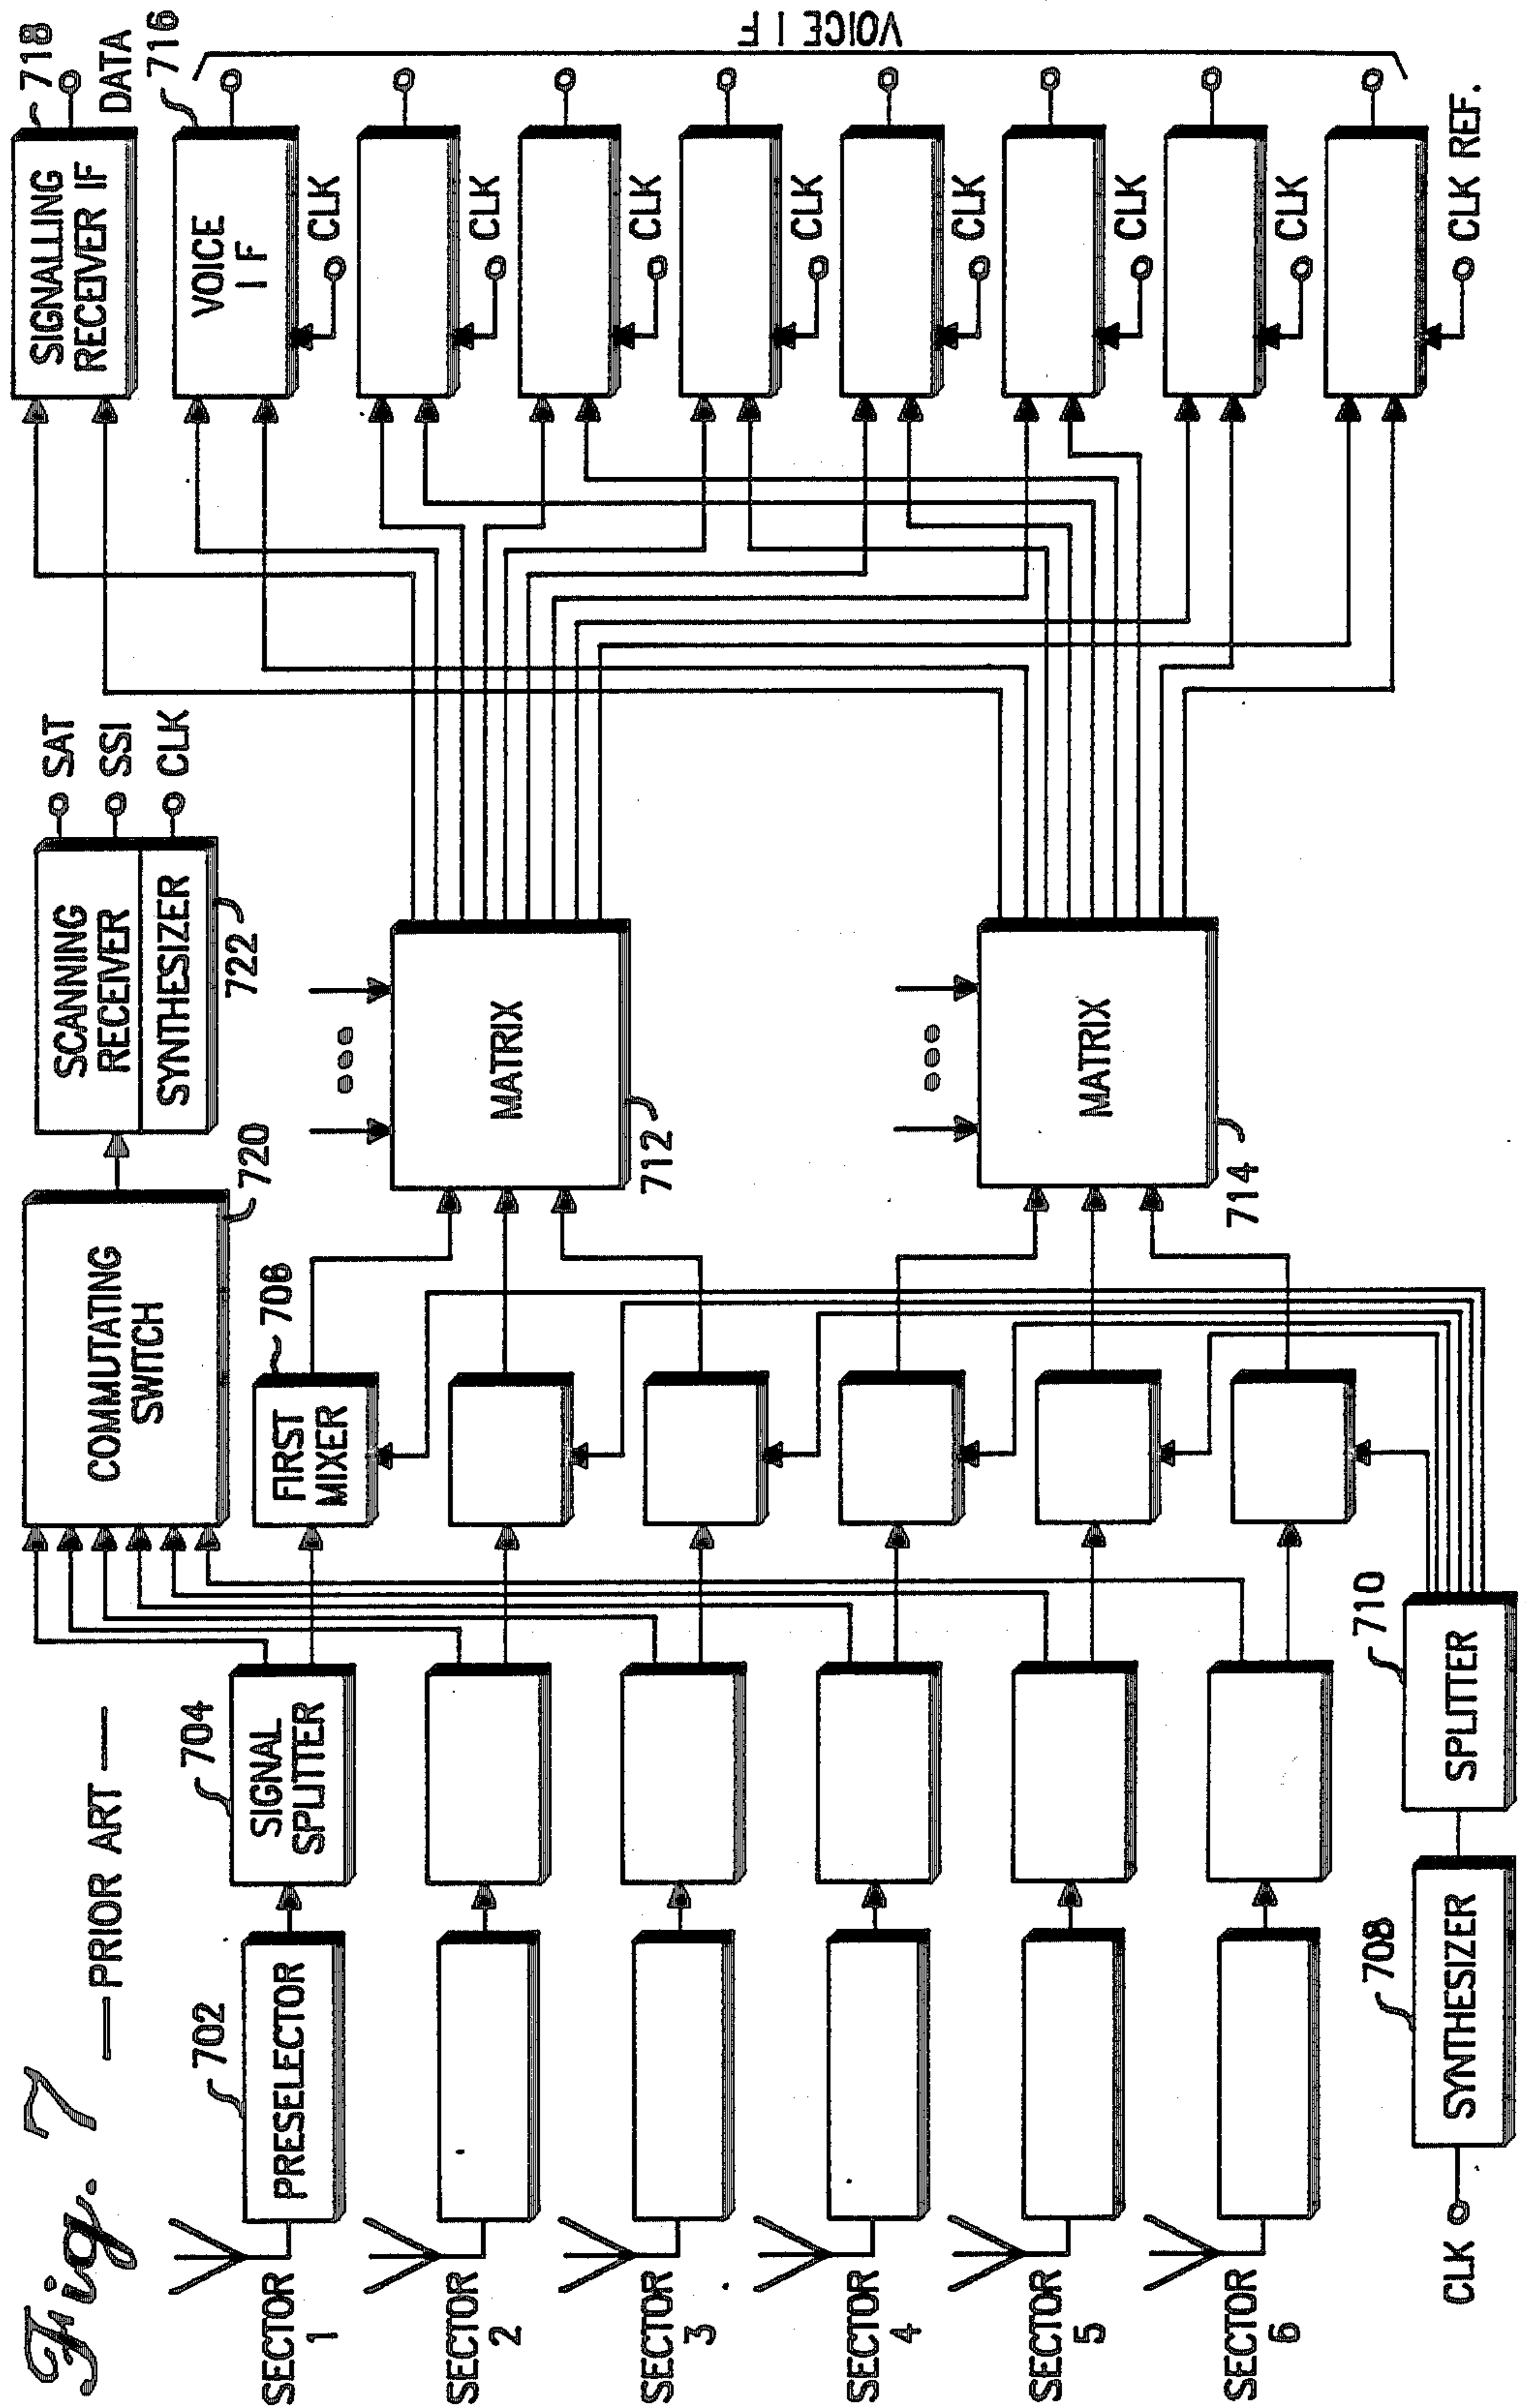 Fig. 7
—PRIOR ART—
718
DATA
SIGNALLING
RECEIVER IF
716
VOICE
IF
VOICE IF
CLK
CLK
CLK
CLK
CLK
CLK
CLK
CLK REF.
SCANNING
RECEIVER
SYNTHESIZER
SAT
SSI
CLK
722
COMMUTATING
SWITCH
720
MATRIX
712
MATRIX
714
FIRST
MIXER
706
SIGNAL
SPLITTER
704
PRESELECTOR
702
SECTOR
1
SECTOR
2
SECTOR
3
SECTOR
4
SECTOR
5
SECTOR
6
CLK
SYNTHESIZER
708
SPLITTER
710